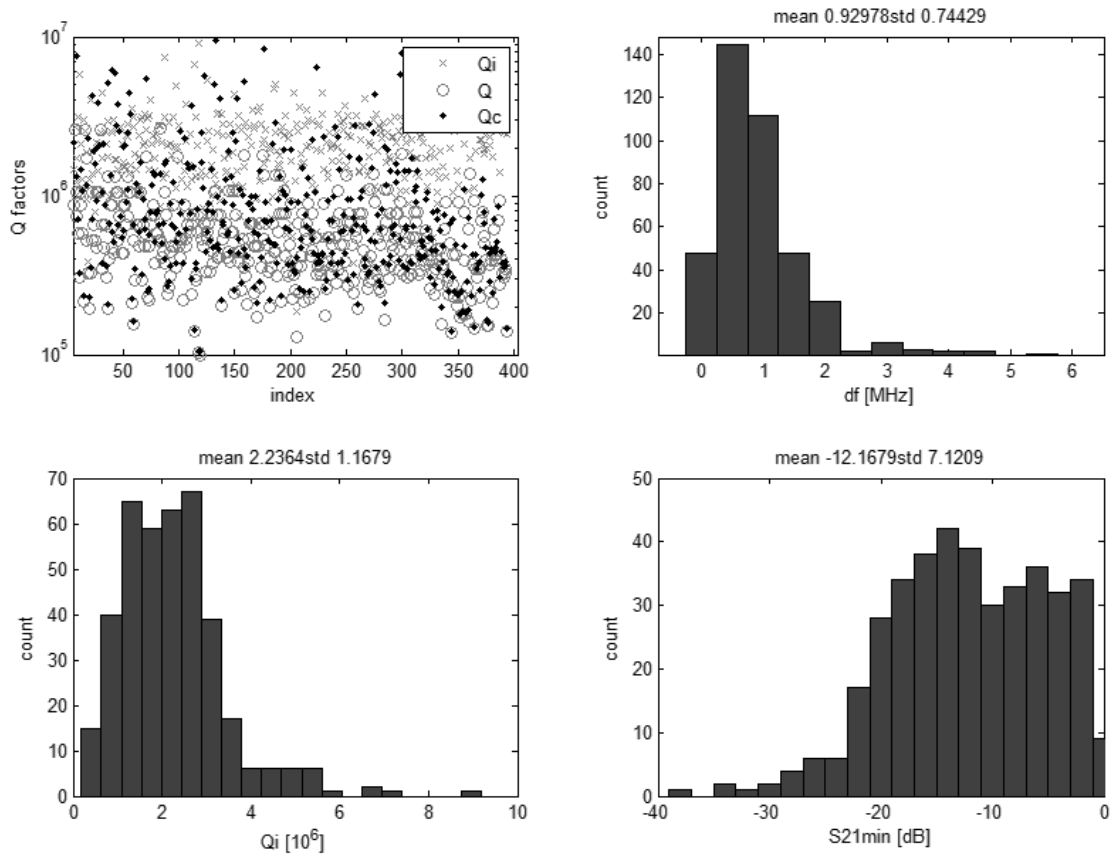 10^7
10^6
10^5
Q factors
Qi
Q
Qc
50 100 150 200 250 300 350 400
index
mean 0.92978std 0.74429
140
120
100
80
60
40
20
count
0 1 2 3 4 5 6
df [MHz]
mean 2.2364std 1.1679
70
60
50
40
30
20
10
0
count
0 2 4 6 8 10
Qi [10^6]
mean -12.1679std 7.1209
50
40
30
20
10
0
count
-40 -30 -20 -10 0
S21min [dB]